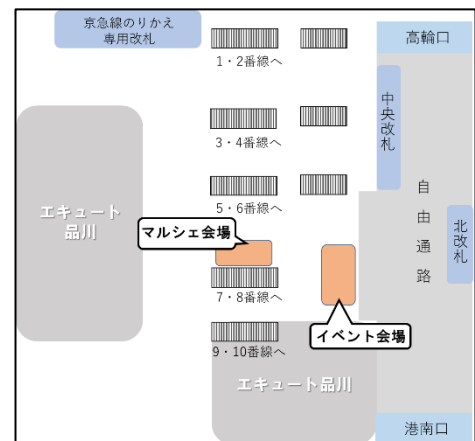 京急線のりかえ
専用改札
高輪口
1・2番線へ
中央改札
3・4番線へ
5・6番線へ
自由通路
北改札
エキュート
品川
マルシェ会場
7・8番線へ
イベント会場
9・10番線へ
エキュート品川
港南口